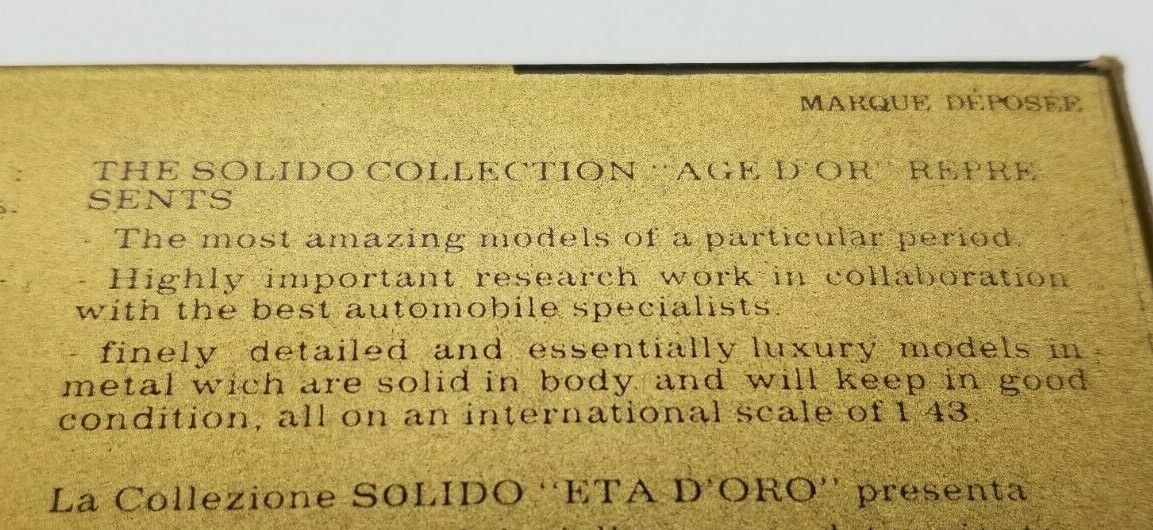 MARQUE DÉPOSÉE
THE SOLIDO COLLECTION "AGE D'OR" REPRE
SENTS
- The most amazing models of a particular period.
- Highly important research work in collaboration
with the best automobile specialists.
- finely detailed and essentially luxury models in
metal wich are solid in body and will keep in good
condition, all on an international scale of 1 43.
La Collezione SOLIDO "ETA D'ORO" presenta